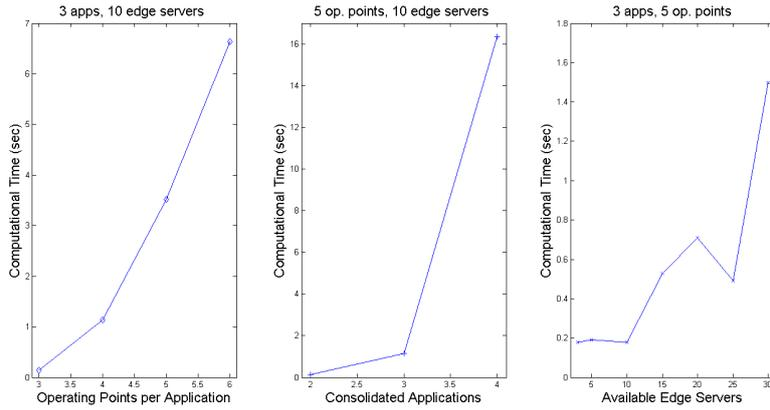 3 apps, 10 edge servers
7
6
5
4
3
2
1
0
3 3.5 4 4.5 5 5.5 6
Computational Time (sec)
Operating Points per Application
5 op. points, 10 edge servers
16
14
12
10
8
6
4
2
0
2 2.5 3 3.5 4
Computational Time (sec)
Consolidated Applications
3 apps, 5 op. points
1.8
1.6
1.4
1.2
1
0.8
0.6
0.4
0.2
0
5 10 15 20 25 30
Computational Time (sec)
Available Edge Servers